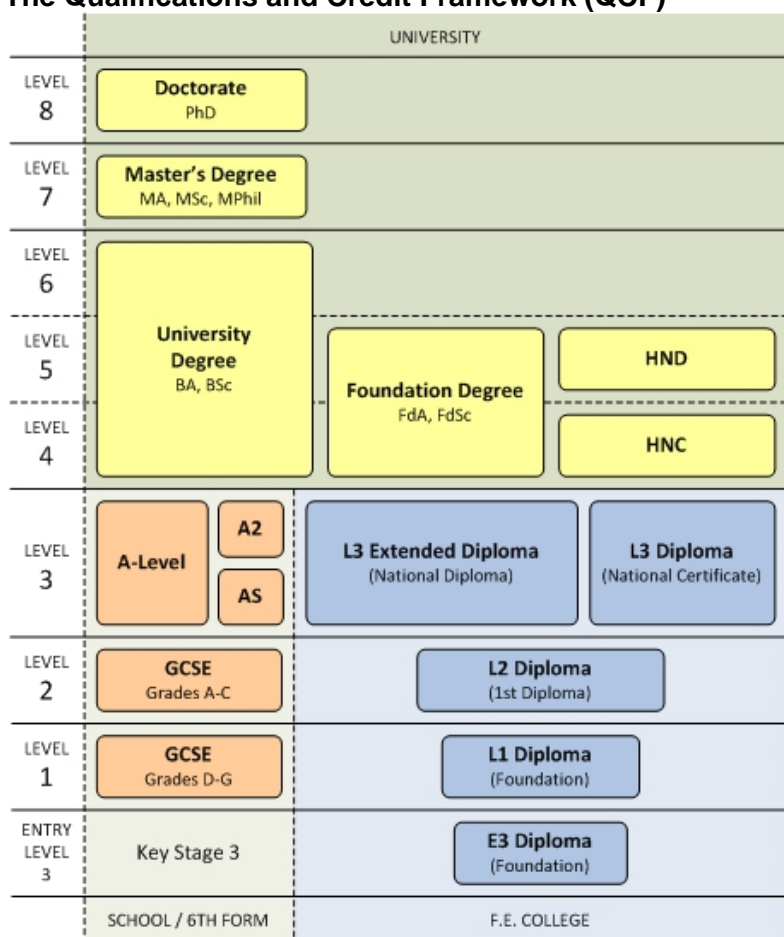 The Qualifications and Credit Framework (QCF)
UNIVERSITY
LEVEL
8
Doctorate
PhD
LEVEL
7
Master's Degree
MA, MSc, MPhil
LEVEL
6
LEVEL
5
University
Degree
BA, BSc
Foundation Degree
FdA, FdSc
HND
LEVEL
4
HNC
LEVEL
3
A-Level
A2
AS
L3 Extended Diploma
(National Diploma)
L3 Diploma
(National Certificate)
LEVEL
2
GCSE
Grades A-C
L2 Diploma
(1st Diploma)
LEVEL
1
GCSE
Grades D-G
L1 Diploma
(Foundation)
ENTRY
LEVEL
3
Key Stage 3
E3 Diploma
(Foundation)
SCHOOL / 6TH FORM
F.E. COLLEGE